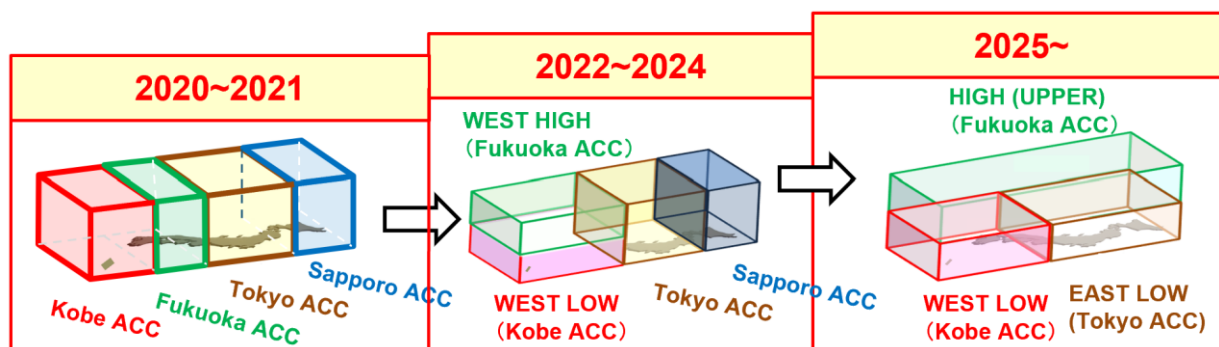 2020~2021
Kobe ACC
Fukuoka ACC
Tokyo ACC
Sapporo ACC
2022~2024
WEST HIGH
（Fukuoka ACC）
WEST LOW
（Kobe ACC）
Tokyo ACC
Sapporo ACC
2025~
HIGH (UPPER)
（Fukuoka ACC）
WEST LOW
（Kobe ACC）
EAST LOW
(Tokyo ACC)